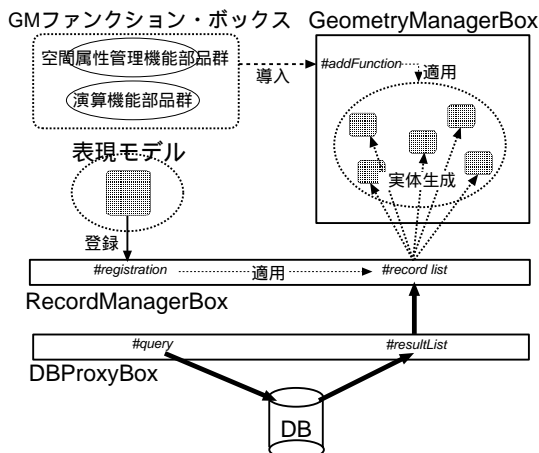 GMファンクション・ボックス
GeometryManagerBox
空間属性管理機能部品群
演算機能部品群
導入
#addFunction
適用
表現モデル
実体生成
登録
#registration
適用
#record list
RecordManagerBox
#query
#resultList
DBProxyBox
DB